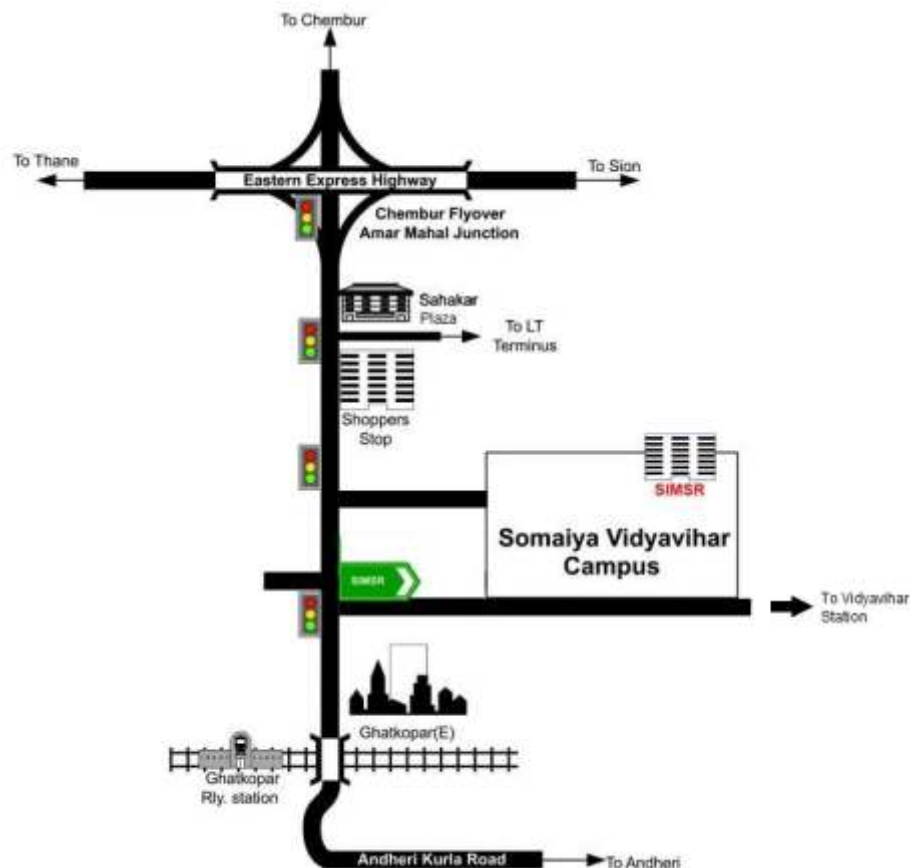 To Chembur
To Thane
To Sion
Eastern Express Highway
Chembur Flyover
Amar Mahal Junction
Sahakar
Plaza
To LT
Terminus
Shoppers
Stop
SIMSR
Somaiya Vidyavihar
Campus
SIMSR
To Vidyavihar
Station
Ghatkopar(E)
Ghatkopar
Rly. station
Andheri Kurla Road
To Andheri